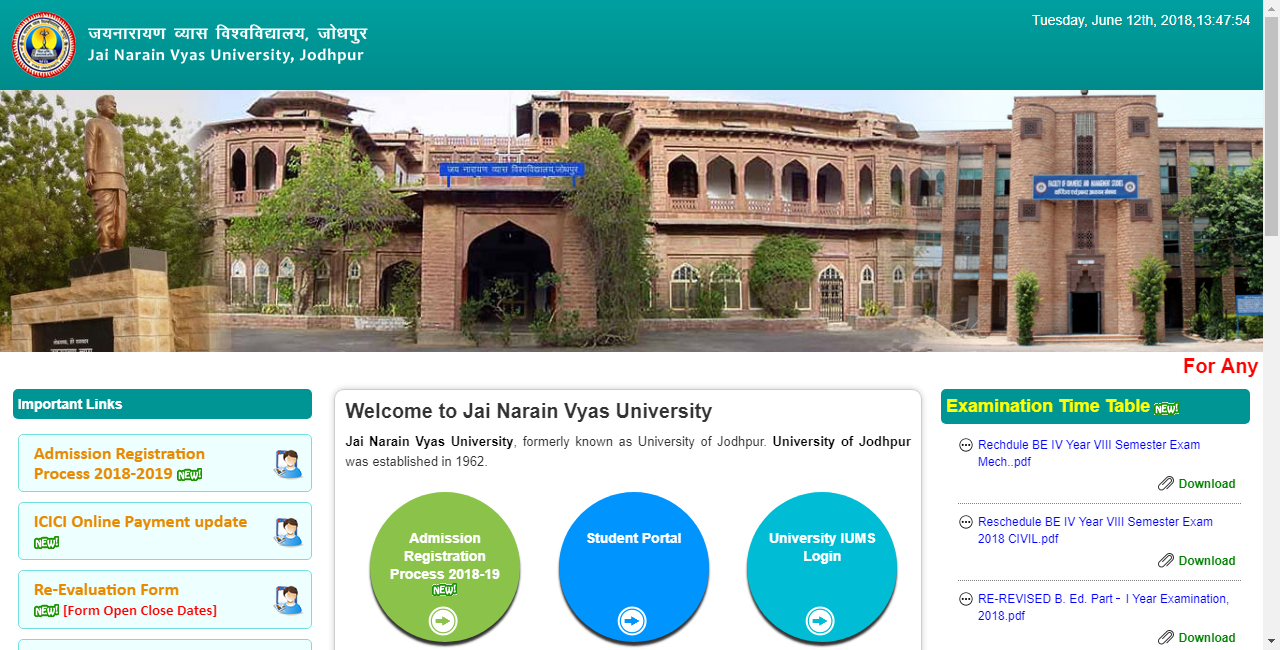 जयनारायण व्यास विश्वविद्यालय, जोधपुर
Jai Narain Vyas University, Jodhpur
Tuesday, June 12th, 2018,13:47:54
जय नारायण व्यास विश्वविद्यालय,जोधपुर
FACULTY OF COMMERCE AND MANAGEMENT STUDIES
For Any
Important Links
Admission Registration
Process 2018-2019 NEW!
ICICI Online Payment update
NEW!
Re-Evaluation Form
NEW! [Form Open Close Dates]
Welcome to Jai Narain Vyas University
Jai Narain Vyas University, formerly known as University of Jodhpur. University of Jodhpur
was established in 1962.
Admission
Registration
Process 2018-19
NEW!
Student Portal
University IUMS
Login
Examination Time Table NEW!
Rechdule BE IV Year VIII Semester Exam
Mech..pdf
Download
Reschedule BE IV Year VIII Semester Exam
2018 CIVIL.pdf
Download
RE-REVISED B. Ed. Part – I Year Examination,
2018.pdf
Download